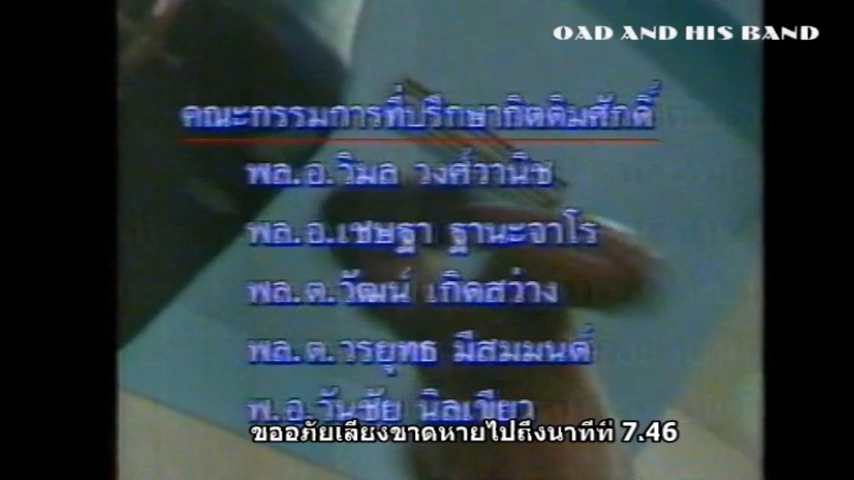 OAD AND HIS BAND
คณะกรรมการที่ปรึกษากิตติมศักดิ์
พล.อ.วิมล วงศ์วานิช
พล.อ.เชษฐา ฐานะจาโร
พล.ต.วัฒน์ เกิดสว่าง
พล.ต.วรยุทธ มีสมมนต์
พ.อ.วันชัย นิลเขียว
ขออภัยเสียงขาดหายไปถึงนาทีที่ 7.46